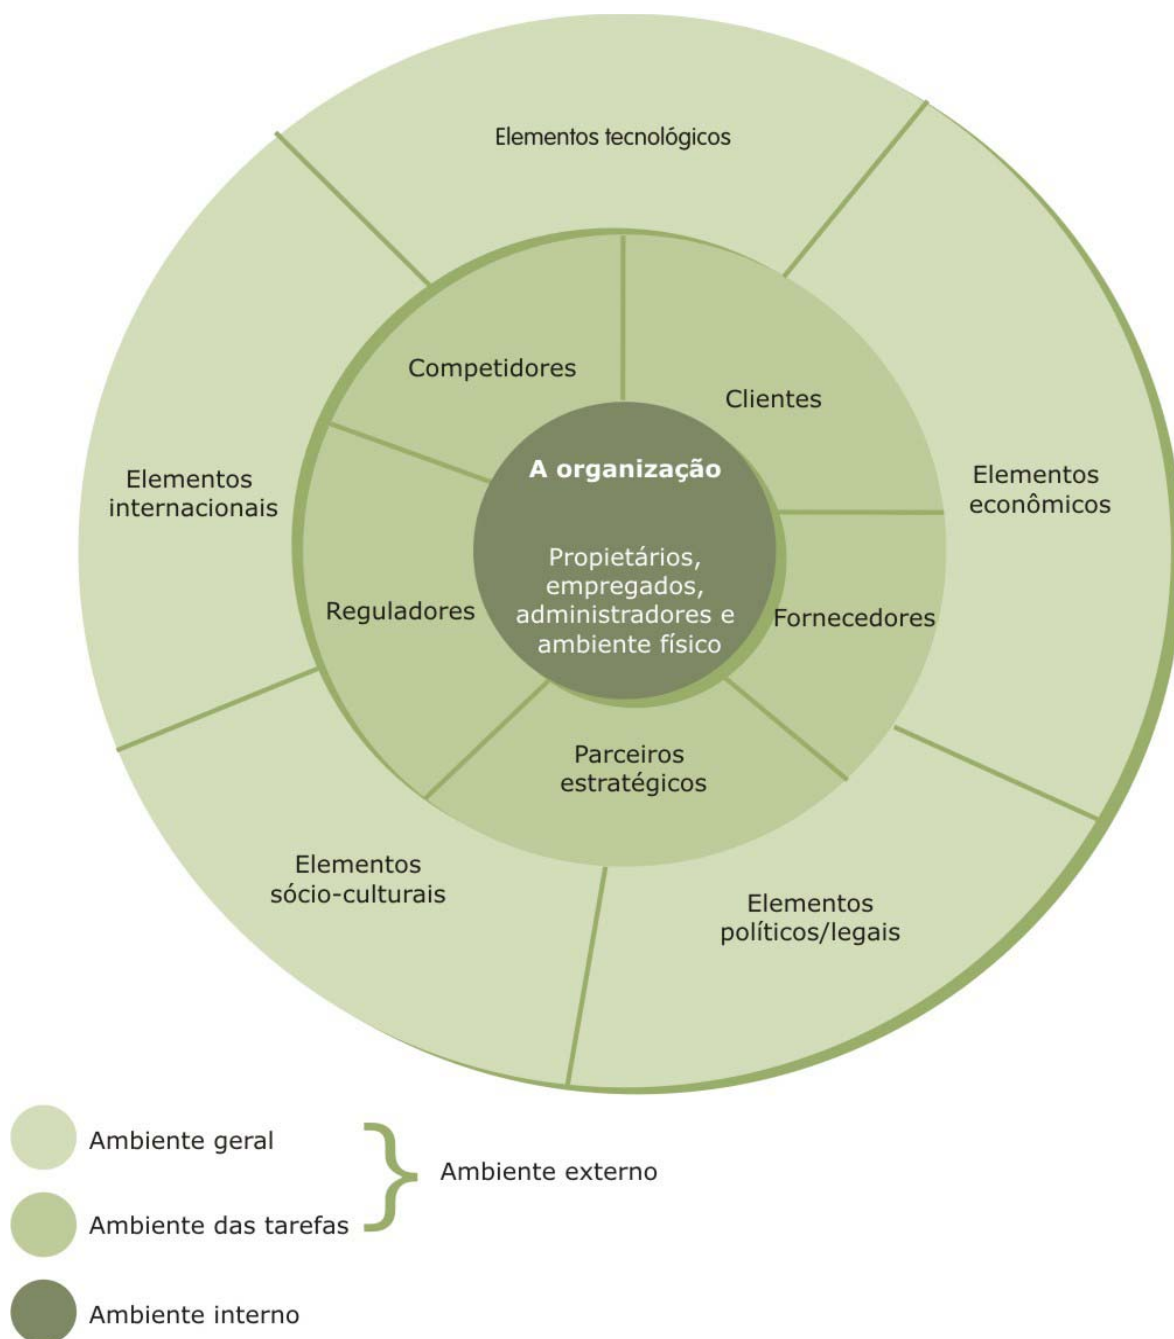 Elementos tecnológicos
Competidores
Clientes
A organização
Elementos
internacionais
Elementos
econômicos
Propietários,
empregados,
administradores e
ambiente físico
Reguladores
Fornecedores
Parceiros
estratégicos
Elementos
sócio-culturais
Elementos
políticos/legais
Ambiente geral
Ambiente externo
Ambiente das tarefas
Ambiente interno